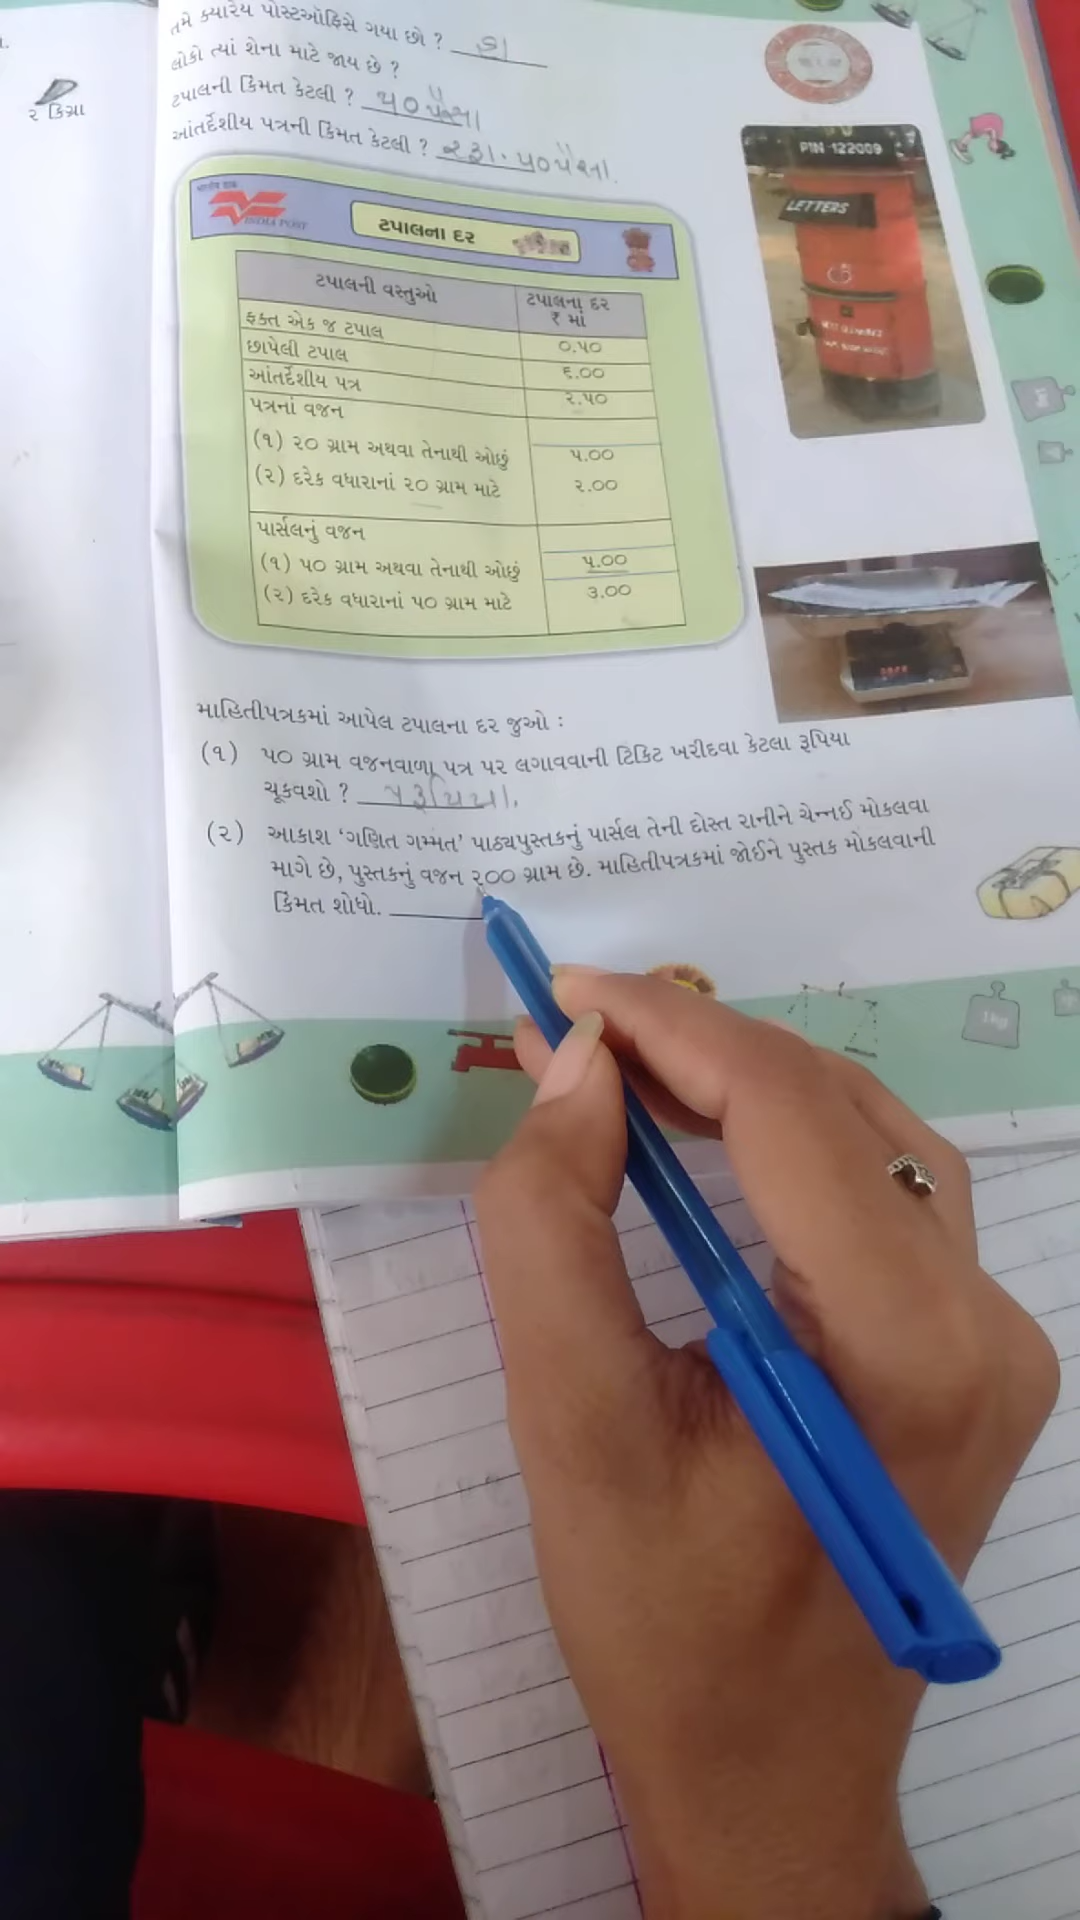 તમે ક્યારેય પોસ્ટઑફિસે ગયા છો ? હા
લોકો ત્યાં શેના માટે જાય છે ?
ટપાલની કિંમત કેટલી ? ૫૦ પૈસા
આંતર્દેશીય પત્રની કિંમત કેટલી ? ૨ રૂા. ૫૦ પૈસા.
૨ કિગ્રા
INDIA POST
ટપાલના દર
ટપાલની વસ્તુઓ ટપાલના દર ₹ માં
ફક્ત એક જ ટપાલ ૦.૫૦
છાપેલી ટપાલ ૬.૦૦
આંતર્દેશીય પત્ર ૨.૫૦
પત્રનાં વજન
(૧) ૨૦ ગ્રામ અથવા તેનાથી ઓછું ૫.૦૦
(૨) દરેક વધારાનાં ૨૦ ગ્રામ માટે ૨.૦૦
પાર્સલનું વજન
(૧) ૫૦ ગ્રામ અથવા તેનાથી ઓછું ૫.૦૦
(૨) દરેક વધારાનાં ૫૦ ગ્રામ માટે ૩.૦૦
PIN 122009
LETTERS
માહિતીપત્રકમાં આપેલ ટપાલના દર જુઓ :
(૧) ૫૦ ગ્રામ વજનવાળા પત્ર પર લગાવવાની ટિકિટ ખરીદવા કેટલા રૂપિયા
ચૂકવશો ? ૫ રૂપિયા.
(૨) આકાશ ‘ગણિત ગમ્મત’ પાઠ્યપુસ્તકનું પાર્સલ તેની દોસ્ત રાનીને ચેન્નઈ મોકલવા
માગે છે, પુસ્તકનું વજન ૨૦૦ ગ્રામ છે. માહિતીપત્રકમાં જોઈને પુસ્તક મોકલવાની
કિંમત શોધો.
1kg